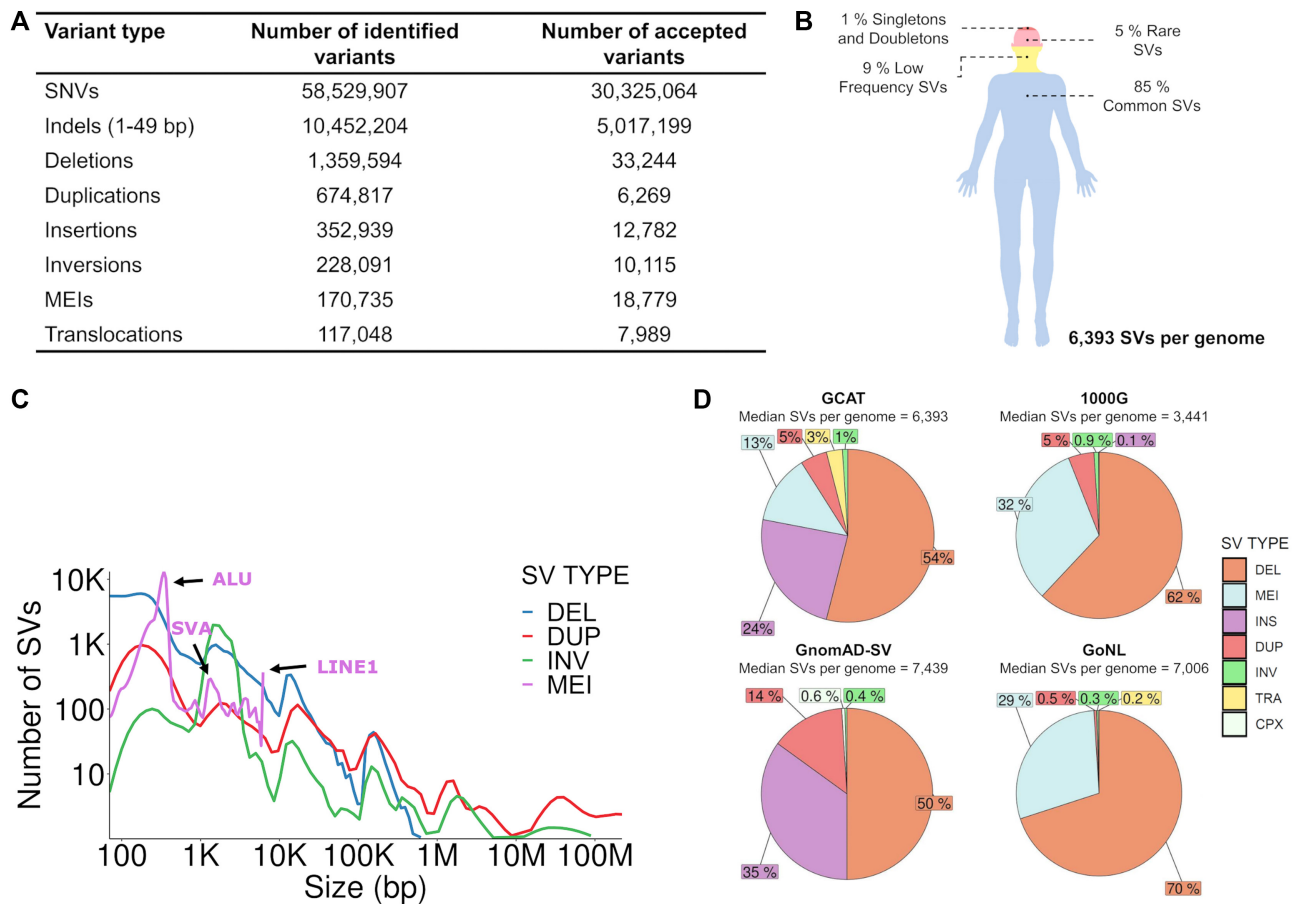 A
Variant type Number of identified variants Number of accepted variants
SNVs 58,529,907 30,325,064
Indels (1-49 bp) 10,452,204 5,017,199
Deletions 1,359,594 33,244
Duplications 674,817 6,269
Insertions 352,939 12,782
Inversions 228,091 10,115
MEIs 170,735 18,779
Translocations 117,048 7,989
B
1 % Singletons
and Doubletons
5 % Rare
SVs
9 % Low
Frequency SVs
85 %
Common SVs
6,393 SVs per genome
C
Number of SVs
10K
1K
100
10
ALU
SVA
LINE1
SV TYPE
DEL
DUP
INV
MEI
100 1K 10K 100K 1M 10M 100M
Size (bp)
D
GCAT
Median SVs per genome = 6,393
13% 5% 3% 1%
54%
24%
1000G
Median SVs per genome = 3,441
5 % 0.9 % 0.1 %
32 %
62 %
GnomAD-SV
Median SVs per genome = 7,439
14 % 0.6 % 0.4 %
50 %
35 %
GoNL
Median SVs per genome = 7,006
29 % 0.5 % 0.3 % 0.2 %
70 %
SV TYPE
DEL
MEI
INS
DUP
INV
TRA
CPX